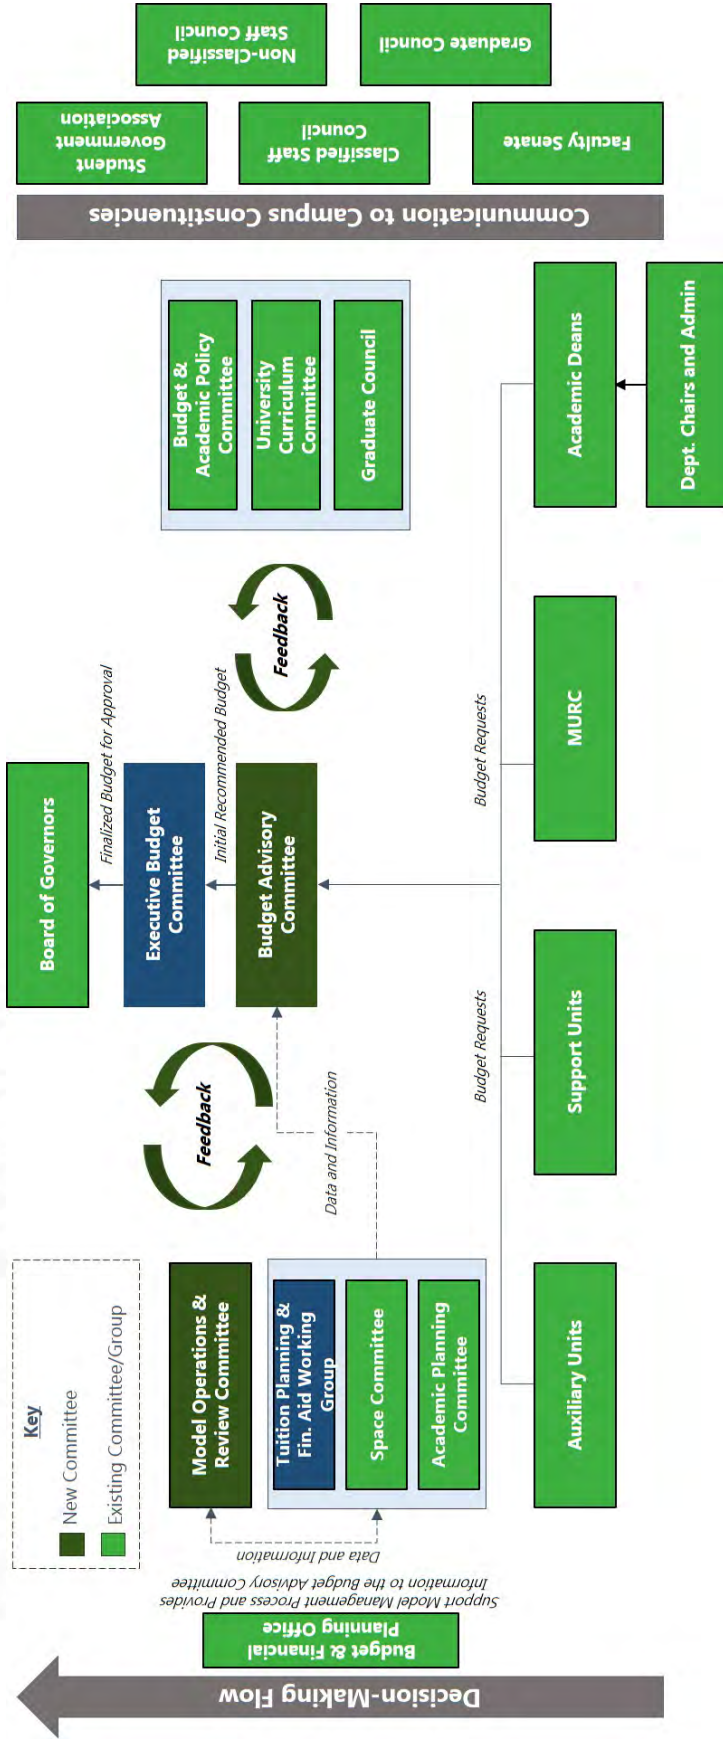 Decision-Making Flow
Budget & Financial
Planning Office
Support Model Management Process and Provides
Information to the Budget Advisory Committee
Data and Information
Key
New Committee
Existing Committee/Group
Model Operations &
Review Committee
Tuition Planning &
Fin. Aid Working
Group
Space Committee
Academic Planning
Committee
Feedback
Data and Information
Board of Governors
Finalized Budget for Approval
Executive Budget
Committee
Initial Recommended Budget
Budget Advisory
Committee
Feedback
Budget &
Academic Policy
Committee
University
Curriculum
Committee
Graduate Council
Budget Requests
Budget Requests
Auxiliary Units
Support Units
MURC
Academic Deans
Dept. Chairs and Admin
Communication to Campus Constituencies
Student
Government
Association
Classified Staff
Council
Faculty Senate
Non-Classified
Staff Council
Graduate Council